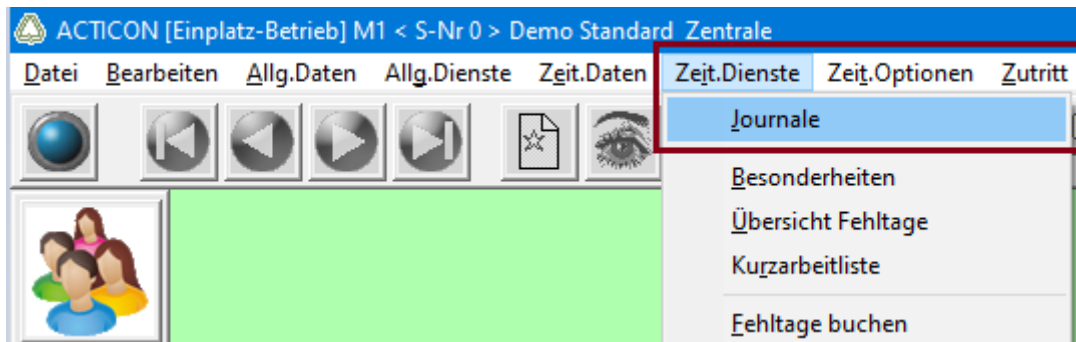 ACTICON [Einplatz-Betrieb] M1 < S-Nr 0 > Demo Standard Zentrale
Datei Bearbeiten Allg.Daten Allg.Dienste Zeit.Daten Zeit.Dienste Zeit.Optionen Zutritt
Journale
Besonderheiten
Übersicht Fehltage
Kurzarbeitliste
Fehltage buchen